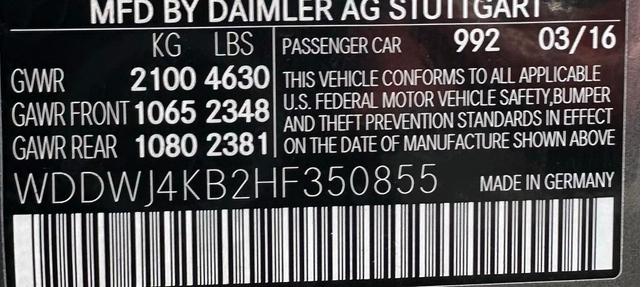 MFD BY DAIMLER AG STUTTGART
KG LBS PASSENGER CAR 992 03/16
GVWR 2100 4630
GAWR FRONT 1065 2348
GAWR REAR 1080 2381
THIS VEHICLE CONFORMS TO ALL APPLICABLE
U.S. FEDERAL MOTOR VEHICLE SAFETY,BUMPER
AND THEFT PREVENTION STANDARDS IN EFFECT
ON THE DATE OF MANUFACTURE SHOWN ABOVE
WDDWJ4KB2HF350855 MADE IN GERMANY